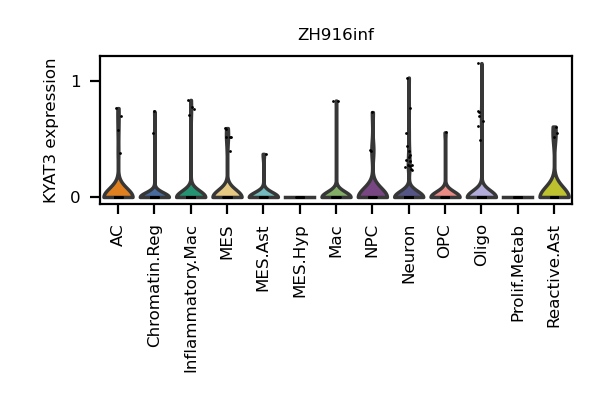 ZH916inf
KYAT3 expression
1
0
AC
Chromatin.Reg
Inflammatory.Mac
MES
MES.Ast
MES.Hyp
Mac
NPC
Neuron
OPC
Oligo
Prolif.Metab
Reactive.Ast